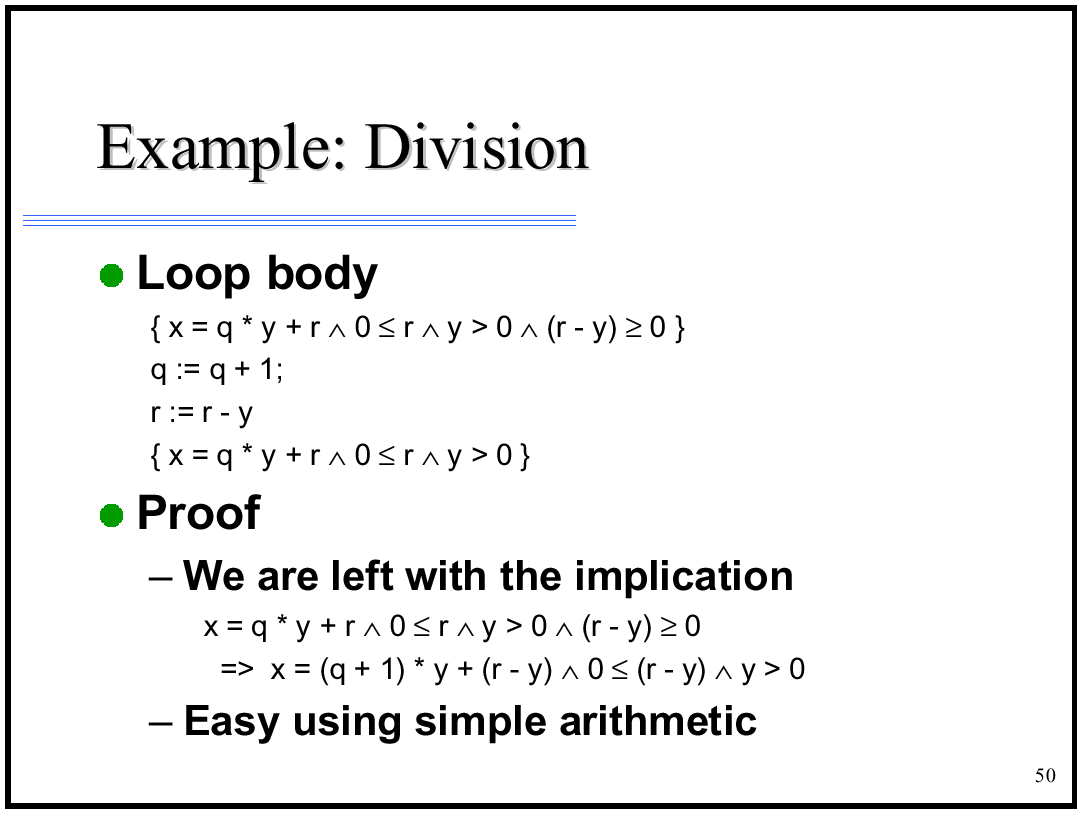 Example: Division
Loop body
{ x = q * y + r ∧ 0 ≤ r ∧ y > 0 ∧ (r - y) ≥ 0 }
q := q + 1;
r := r - y
{ x = q * y + r ∧ 0 ≤ r ∧ y > 0 }
Proof
– We are left with the implication
x = q * y + r ∧ 0 ≤ r ∧ y > 0 ∧ (r - y) ≥ 0
=> x = (q + 1) * y + (r - y) ∧ 0 ≤ (r - y) ∧ y > 0
– Easy using simple arithmetic
50